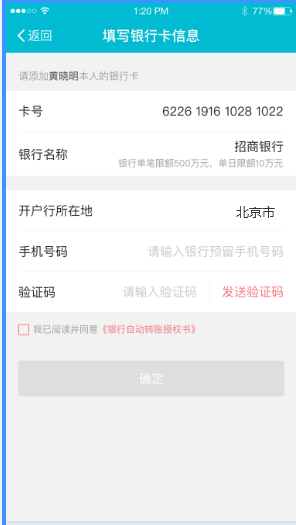 1:20 PM 77%
返回 填写银行卡信息
请添加黄晓明本人的银行卡
卡号 6226 1916 1028 1022
银行名称 招商银行
银行单笔限额500万元，单日限额10万元
开户行所在地 北京市
手机号码 请输入银行预留手机号码
验证码 请输入验证码 发送验证码
我已阅读并同意《银行自动转账授权书》
确定